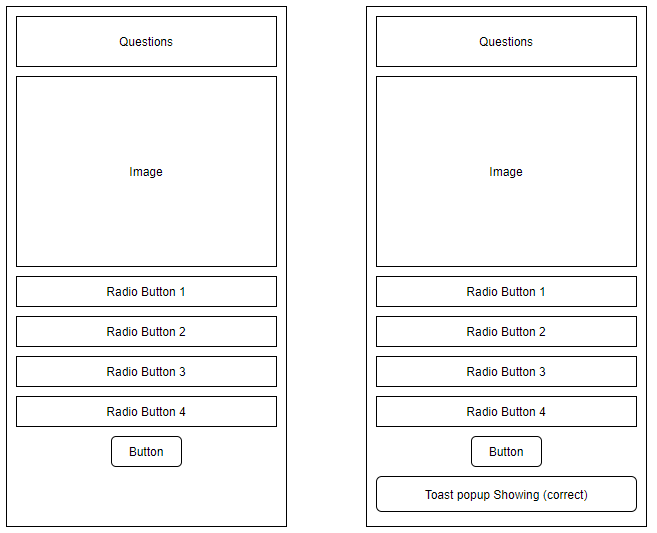 Questions
Image
Radio Button 1
Radio Button 2
Radio Button 3
Radio Button 4
Button
Questions
Image
Radio Button 1
Radio Button 2
Radio Button 3
Radio Button 4
Button
Toast popup Showing (correct)